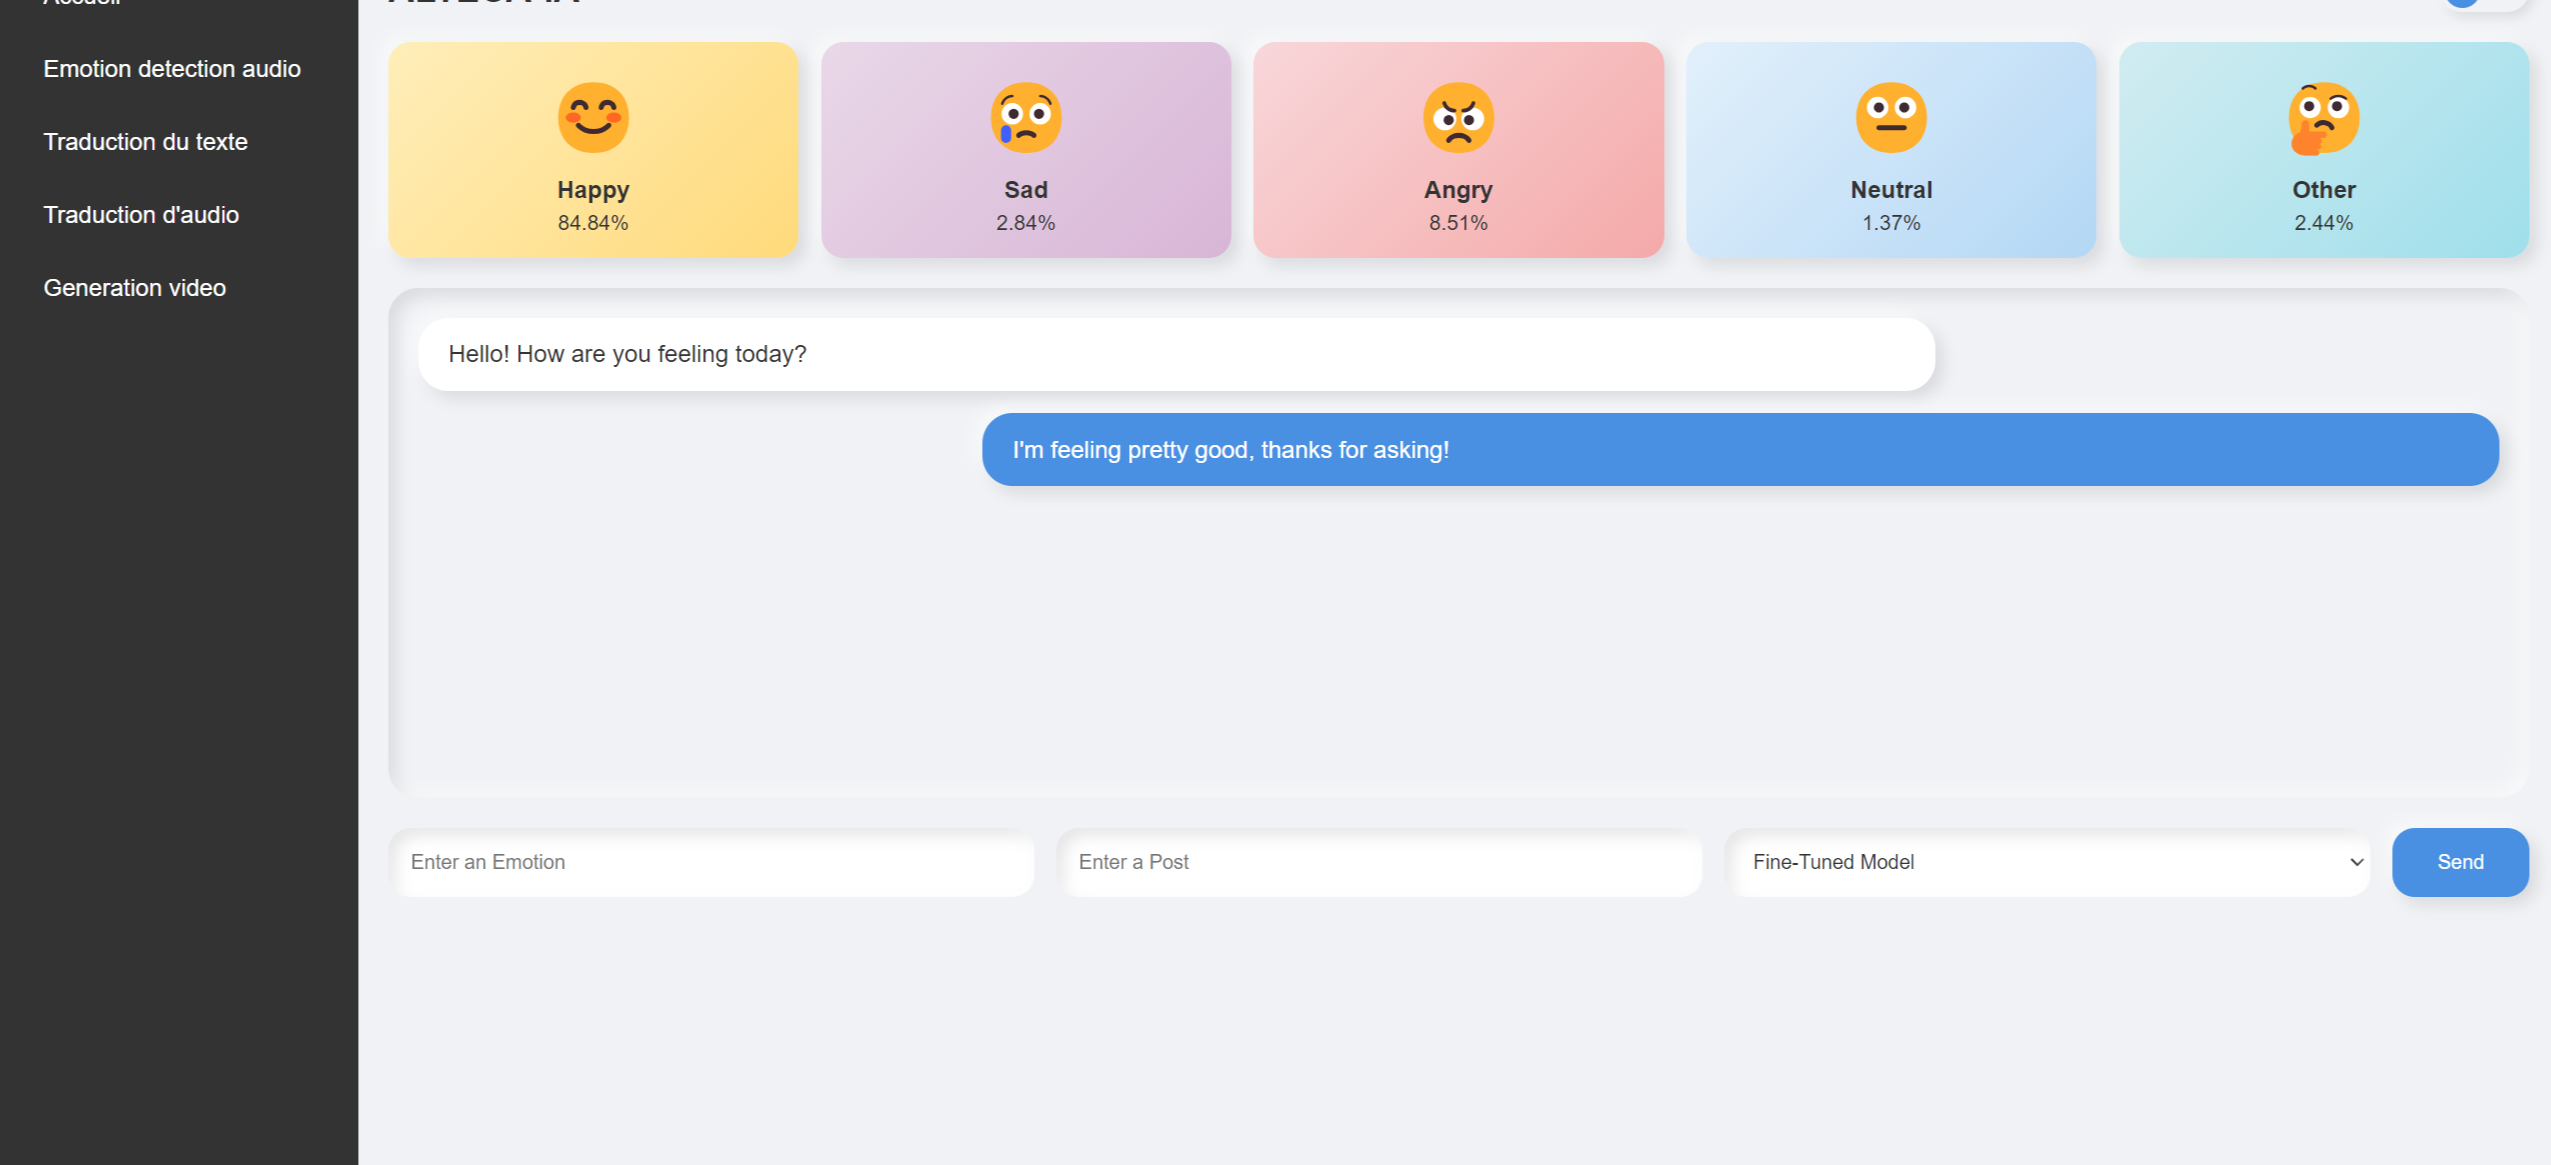 Accueil
Emotion detection audio
Traduction du texte
Traduction d'audio
Generation video
Happy
84.84%
Sad
2.84%
Angry
8.51%
Neutral
1.37%
Other
2.44%
Hello! How are you feeling today?
I'm feeling pretty good, thanks for asking!
Enter an Emotion
Enter a Post
Fine-Tuned Model
Send